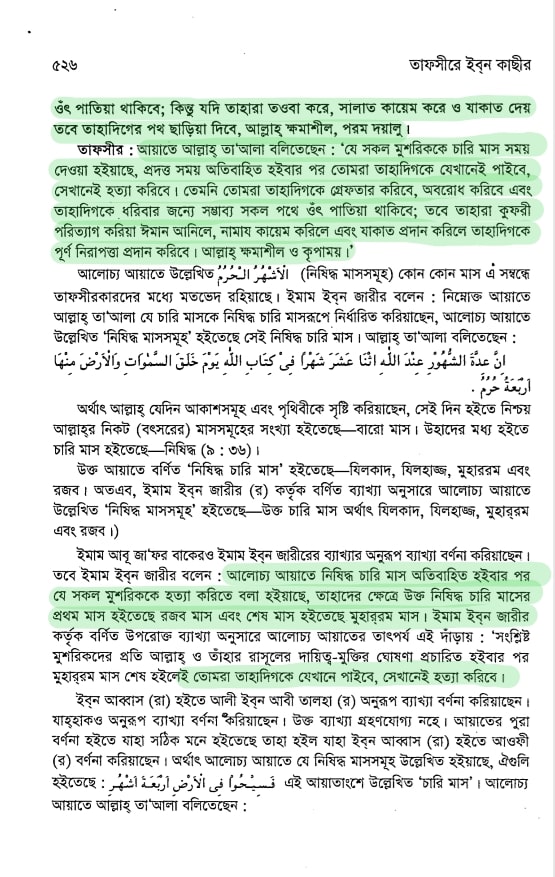 ৫২৬ তাফসীরে ইব্‌ন কাছীর
ওঁৎ পাতিয়া থাকিবে; কিন্তু যদি তাহারা তওবা করে, সালাত কায়েম করে ও যাকাত দেয়
তবে তাহাদিগের পথ ছাড়িয়া দিবে, আল্লাহ্ ক্ষমাশীল, পরম দয়ালু।
তাফসীর : আয়াতে আল্লাহ্ তা'আলা বলিতেছেন : ‘যে সকল মুশরিককে চারি মাস সময়
দেওয়া হইয়াছে, প্রদত্ত সময় অতিবাহিত হইবার পর তোমরা তাহাদিগকে যেখানেই পাইবে,
সেখানেই হত্যা করিবে। তেমনি তোমরা তাহাদিগকে গ্রেফতার করিবে, অবরোধ করিবে এবং
তাহাদিগকে ধরিবার জন্যে সম্ভাব্য সকল পথে ওঁৎ পাতিয়া থাকিবে; তবে তাহারা কুফরী
পরিত্যাগ করিয়া ঈমান আনিলে, নামায কায়েম করিলে এবং যাকাত প্রদান করিলে তাহাদিগকে
পূর্ণ নিরাপত্তা প্রদান করিবে। আল্লাহ্ ক্ষমাশীল ও কৃপাময়।’
আলোচ্য আয়াতে উল্লেখিত الْاَشْهُرُ الْحُرُمُ (নিষিদ্ধ মাসসমূহ) কোন কোন মাস এ সম্বন্ধে
তাফসীরকারদের মধ্যে মতভেদ রহিয়াছে। ইমাম ইব্‌ন জারীর বলেন : নিম্নোক্ত আয়াতে
আল্লাহ্ তা'আলা যে চারি মাসকে নিষিদ্ধ চারি মাসরূপে নির্ধারিত করিয়াছেন, আলোচ্য আয়াতে
উল্লেখিত ‘নিষিদ্ধ মাসসমূহ’ হইতেছে সেই নিষিদ্ধ চারি মাস। আল্লাহ্ তা'আলা বলিতেছেন :
اِنَّ عِدَّةَ الشُّهُوْرِ عِنْدَ اللّٰهِ اثْنَا عَشَرَ شَهْرًا فِىْ كِتَابِ اللّٰهِ يَوْمَ خَلَقَ السَّمٰوَاتِ وَالْاَرْضَ مِنْهَا
اَرْبَعَةٌ حُرُمٌ .
অর্থাৎ আল্লাহ্ যেদিন আকাশসমূহ এবং পৃথিবীকে সৃষ্টি করিয়াছেন, সেই দিন হইতে নিশ্চয়
আল্লাহ্‌র নিকট (বৎসরের) মাসসমূহের সংখ্যা হইতেছে—বারো মাস। উহাদের মধ্য হইতে
চারি মাস হইতেছে—নিষিদ্ধ (৯ : ৩৬)।
উক্ত আয়াতে বর্ণিত ‘নিষিদ্ধ চারি মাস’ হইতেছে—যিলকাদ, যিলহাজ্জ, মুহাররম এবং
রজব। অতএব, ইমাম ইব্‌ন জারীর (র) কর্তৃক বর্ণিত ব্যাখ্যা অনুসারে আলোচ্য আয়াতে
উল্লেখিত ‘নিষিদ্ধ মাসসমূহ’ হইতেছে—উক্ত চারি মাস অর্থাৎ যিলকাদ, যিলহাজ্জ, মুহার্‌রম
এবং রজব।)
ইমাম আবূ জা'ফর বাকেরও ইমাম ইব্‌ন জারীরের ব্যাখ্যার অনুরূপ ব্যাখ্যা বর্ণনা করিয়াছেন।
তবে ইমাম ইব্‌ন জারীর বলেন : আলোচ্য আয়াতে নিষিদ্ধ চারি মাস অতিবাহিত হইবার পর
যে সকল মুশরিককে হত্যা করিতে বলা হইয়াছে, তাহাদের ক্ষেত্রে উক্ত নিষিদ্ধ চারি মাসের
প্রথম মাস হইতেছে রজব মাস এবং শেষ মাস হইতেছে মুহার্‌রম মাস। ইমাম ইব্‌ন জারীর
কর্তৃক বর্ণিত উপরোক্ত ব্যাখ্যা অনুসারে আলোচ্য আয়াতের তাৎপর্য এই দাঁড়ায় : ‘সংশ্লিষ্ট
মুশরিকদের প্রতি আল্লাহ্ ও তাঁহার রাসূলের দায়িত্ব-মুক্তির ঘোষণা প্রচারিত হইবার পর
মুহার্‌রম মাস শেষ হইলেই তোমরা তাহাদিগকে যেখানে পাইবে, সেখানেই হত্যা করিবে।
ইব্‌ন আব্বাস (রা) হইতে আলী ইব্‌ন আবী তালহা (র) অনুরূপ ব্যাখ্যা বর্ণনা করিয়াছেন।
যাহ্‌হাকও অনুরূপ ব্যাখ্যা বর্ণনা করিয়াছেন। উক্ত ব্যাখ্যা গ্রহণযোগ্য নহে। আয়াতের পুরা
বর্ণনা হইতে যাহা সঠিক মনে হইতেছে তাহা হইল যাহা ইব্‌ন আব্বাস (রা) হইতে আওফী
(র) বর্ণনা করিয়াছেন। অর্থাৎ আলোচ্য আয়াতে যে নিষিদ্ধ মাসসমূহ উল্লেখিত হইয়াছে, ঐগুলি
হইতেছে : فَسِيْحُوْا فِى الْاَرْضِ اَرْبَعَةَ اَشْهُرٍ এই আয়াতাংশে উল্লেখিত ‘চারি মাস’। আলোচ্য
আয়াতে আল্লাহ্ তা'আলা বলিতেছেন :